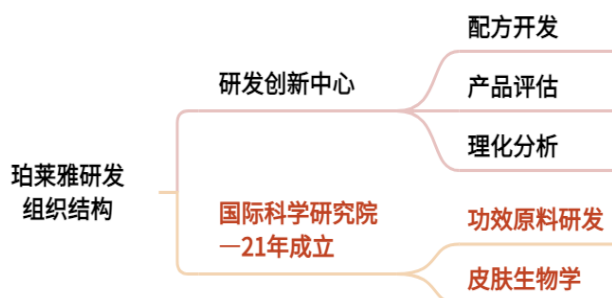 珀莱雅研发
组织结构
研发创新中心
配方开发
产品评估
理化分析
国际科学研究院
—21年成立
功效原料研发
皮肤生物学